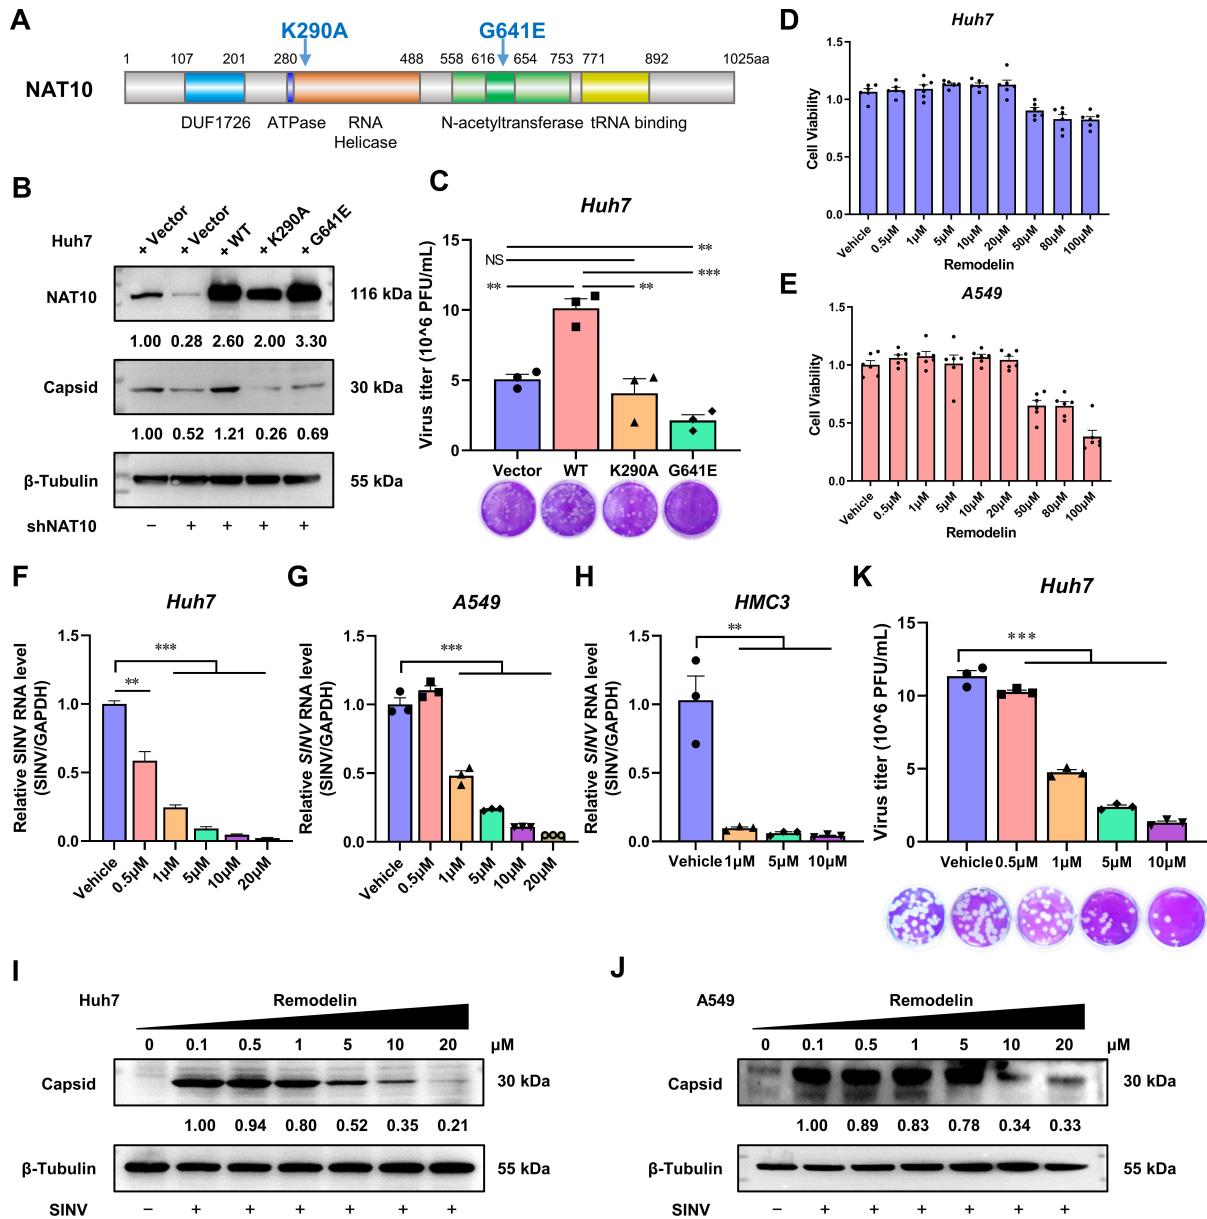 A
K290A
G641E
1 107 201 280 488 558 616 654 753 771 892 1025aa
NAT10
DUF1726 ATPase RNA Helicase N-acetyltransferase tRNA binding
B
Huh7
+ Vector + Vector + WT + K290A + G641E
NAT10 116 kDa
1.00 0.28 2.60 2.00 3.30
Capsid 30 kDa
1.00 0.52 1.21 0.26 0.69
β-Tubulin 55 kDa
shNAT10 − + + + +
C
Huh7
Virus titer (10^6 PFU/mL)
15
10
5
0
**
NS
***
** **
Vector WT K290A G641E
D
Huh7
Cell Viability
1.5
1.0
0.5
0.0
Vehicle 0.5μM 1μM 5μM 10μM 20μM 50μM 80μM 100μM
Remodelin
E
A549
Cell Viability
1.5
1.0
0.5
0.0
Vehicle 0.5μM 1μM 5μM 10μM 20μM 50μM 80μM 100μM
Remodelin
F
Huh7
Relative SINV RNA level
(SINV/GAPDH)
1.5
1.0
0.5
0.0
***
**
Vehicle 0.5μM 1μM 5μM 10μM 20μM
G
A549
Relative SINV RNA level
(SINV/GAPDH)
1.5
1.0
0.5
0.0
***
Vehicle 0.5μM 1μM 5μM 10μM 20μM
H
HMC3
Relative SINV RNA level
(SINV/GAPDH)
1.5
1.0
0.5
0.0
**
Vehicle 1μM 5μM 10μM
K
Huh7
Virus titer (10^6 PFU/mL)
15
10
5
0
***
Vehicle 0.5μM 1μM 5μM 10μM
I
Huh7 Remodelin
0 0.1 0.5 1 5 10 20 μM
Capsid 30 kDa
1.00 0.94 0.80 0.52 0.35 0.21
β-Tubulin 55 kDa
SINV − + + + + + +
J
A549 Remodelin
0 0.1 0.5 1 5 10 20 μM
Capsid 30 kDa
1.00 0.89 0.83 0.78 0.34 0.33
β-Tubulin 55 kDa
SINV − + + + + + +